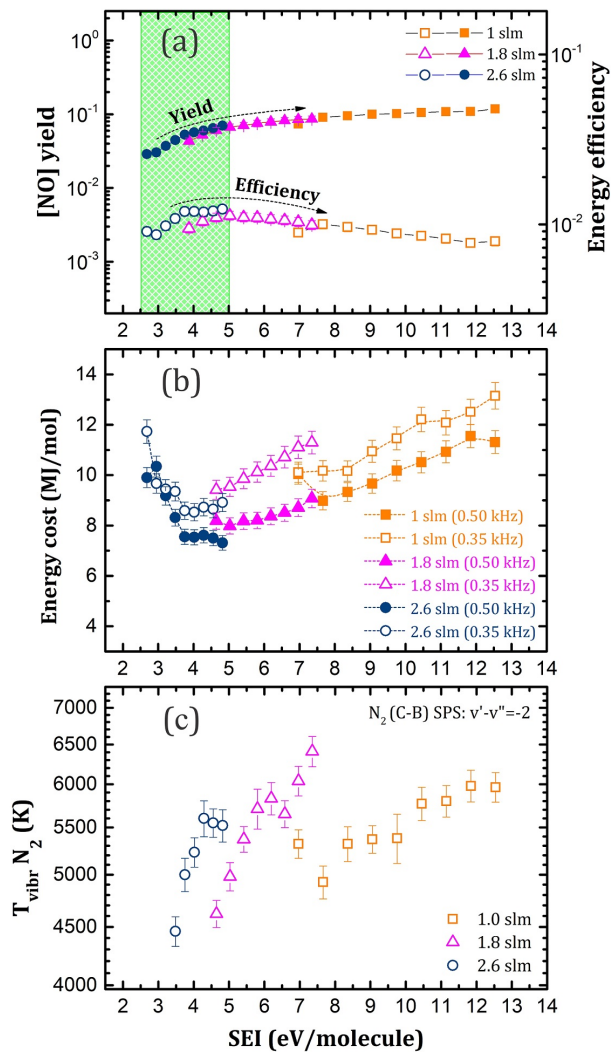 (a)
1 slm
1.8 slm
2.6 slm
Yield
Efficiency
[NO] yield
10⁰
10⁻¹
10⁻²
10⁻³
Energy efficiency
10⁻¹
10⁻²
2 3 4 5 6 7 8 9 10 11 12 13 14
(b)
Energy cost (MJ/mol)
14
12
10
8
6
4
1 slm (0.50 kHz)
1 slm (0.35 kHz)
1.8 slm (0.50 kHz)
1.8 slm (0.35 kHz)
2.6 slm (0.50 kHz)
2.6 slm (0.35 kHz)
2 3 4 5 6 7 8 9 10 11 12 13 14
(c)
N₂(C-B) SPS: v'-v"=-2
Tvibr N₂ (K)
7000
6500
6000
5500
5000
4500
4000
1.0 slm
1.8 slm
2.6 slm
2 3 4 5 6 7 8 9 10 11 12 13 14
SEI (eV/molecule)